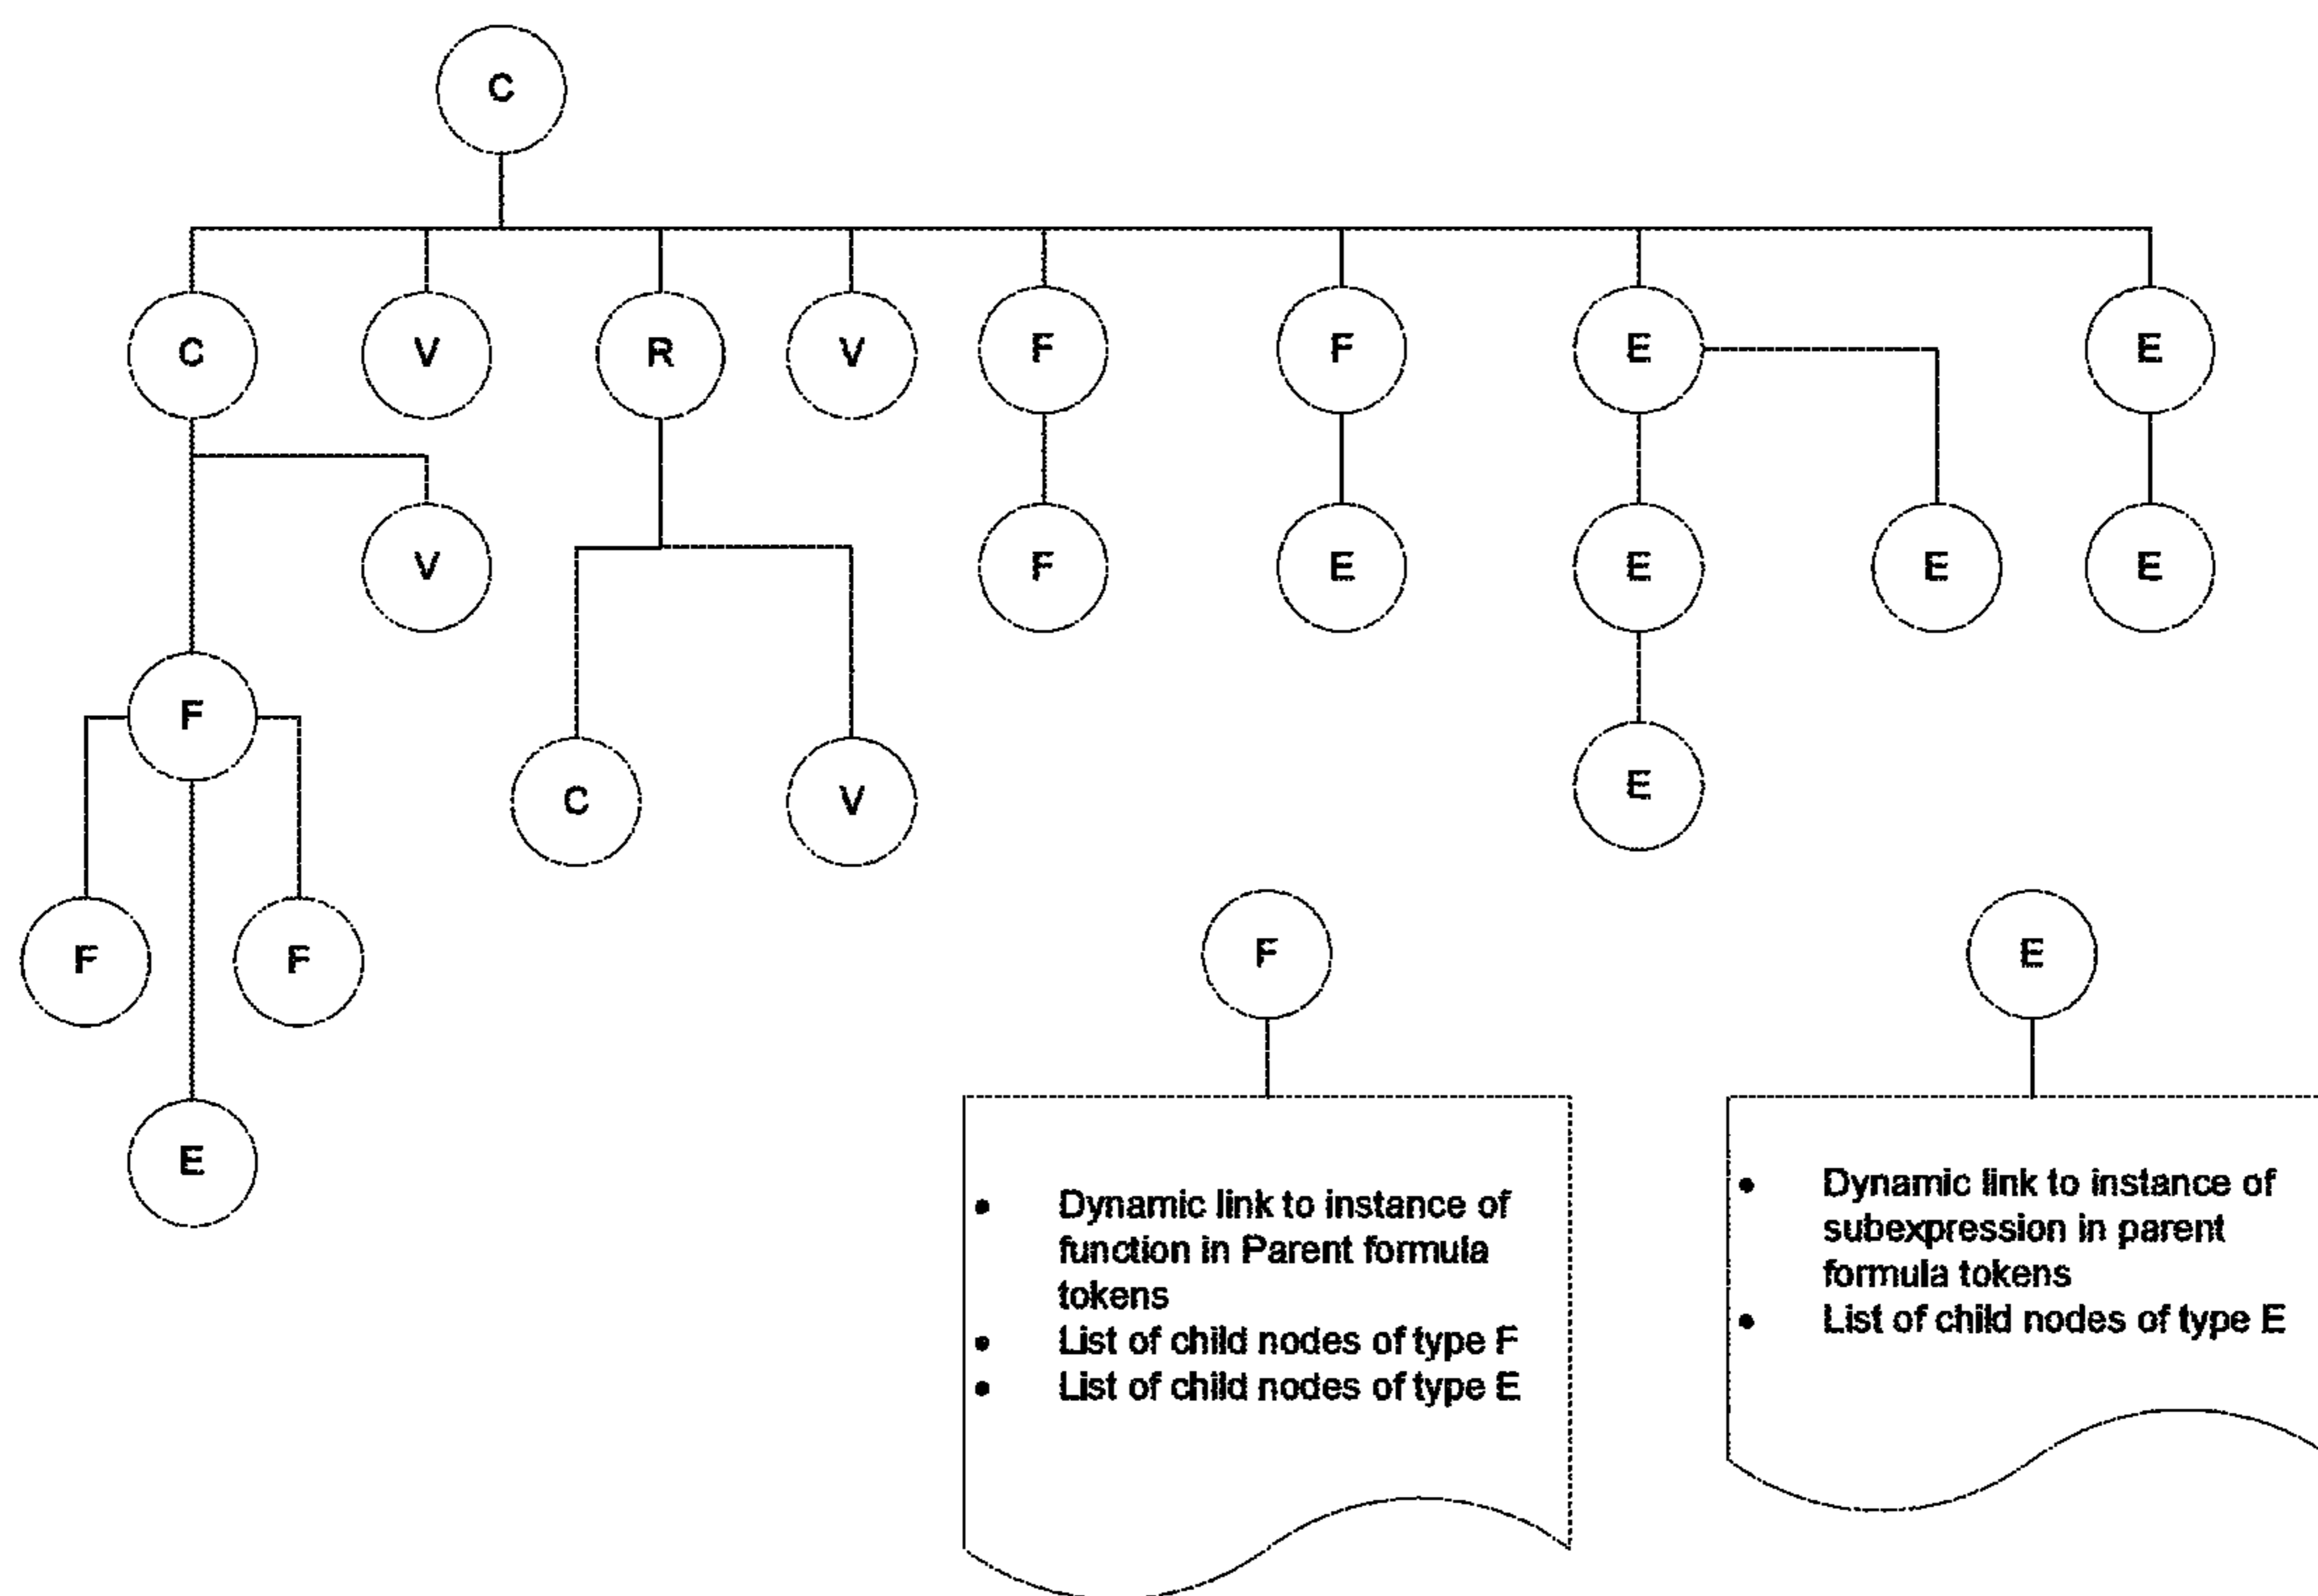 C
C
V
R
V
F
F
E
E
V
F
E
E
E
E
F
C
V
E
F
F
F
E
E
• Dynamic link to instance of
function in Parent formula
tokens
• List of child nodes of type F
• List of child nodes of type E
• Dynamic link to instance of
subexpression in parent
formula tokens
• List of child nodes of type E